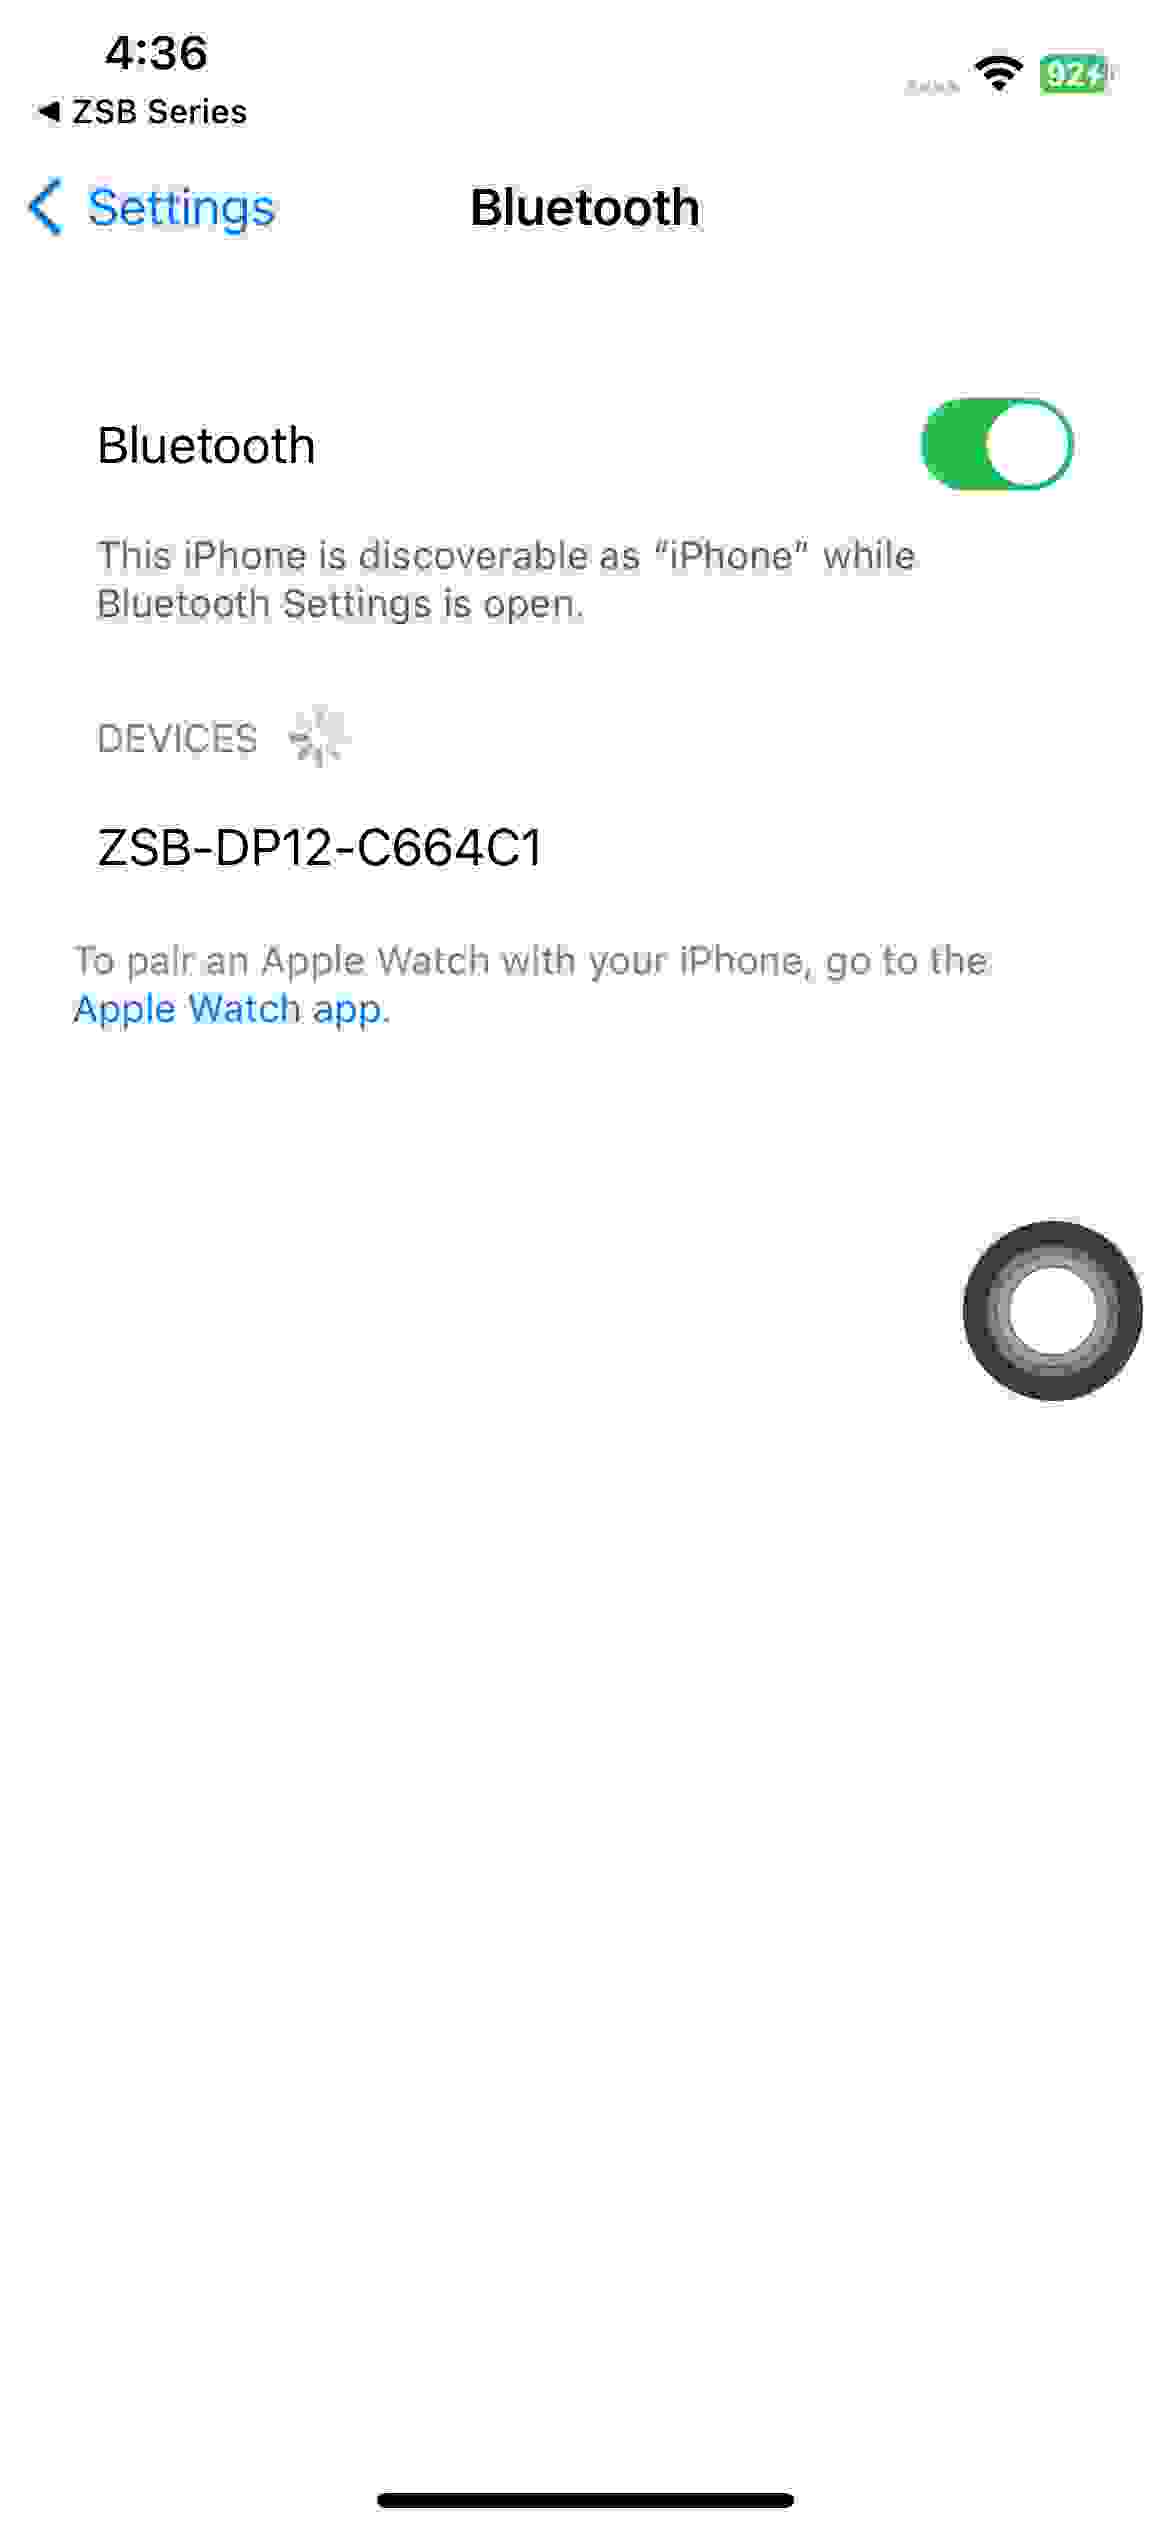 4:36
92
◀ ZSB Series
Settings
Bluetooth
Bluetooth
This iPhone is discoverable as “iPhone” while
Bluetooth Settings is open.
DEVICES
ZSB-DP12-C664C1
To pair an Apple Watch with your iPhone, go to the
Apple Watch app.